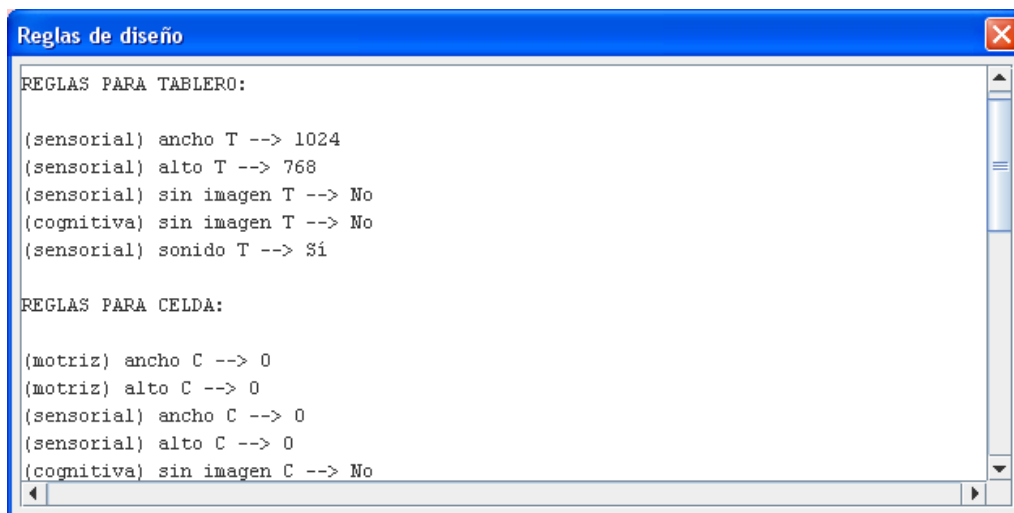 Reglas de diseño
REGLAS PARA TABLERO:
(sensorial) ancho T --> 1024
(sensorial) alto T --> 768
(sensorial) sin imagen T --> No
(cognitiva) sin imagen T --> No
(sensorial) sonido T --> Sí
REGLAS PARA CELDA:
(motriz) ancho C --> 0
(motriz) alto C --> 0
(sensorial) ancho C --> 0
(sensorial) alto C --> 0
(cognitiva) sin imagen C --> No